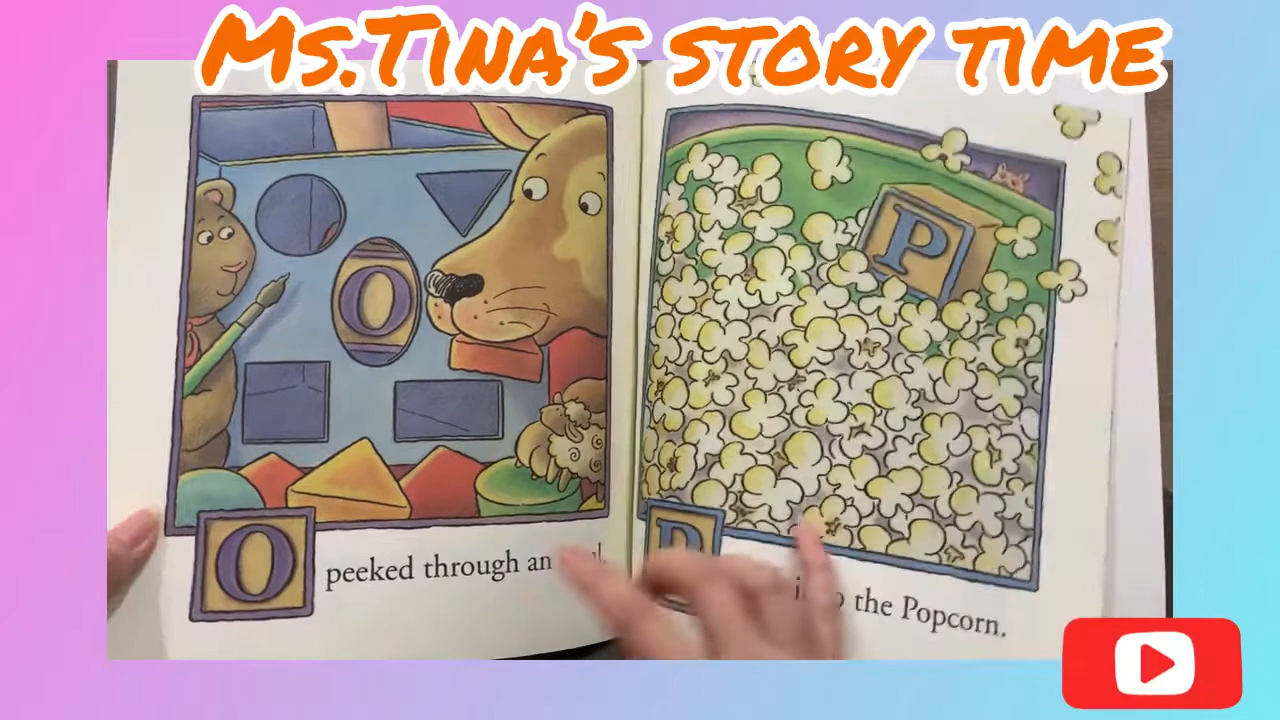 Ms.Tina's story time
O
P
O peeked through an
P the Popcorn.